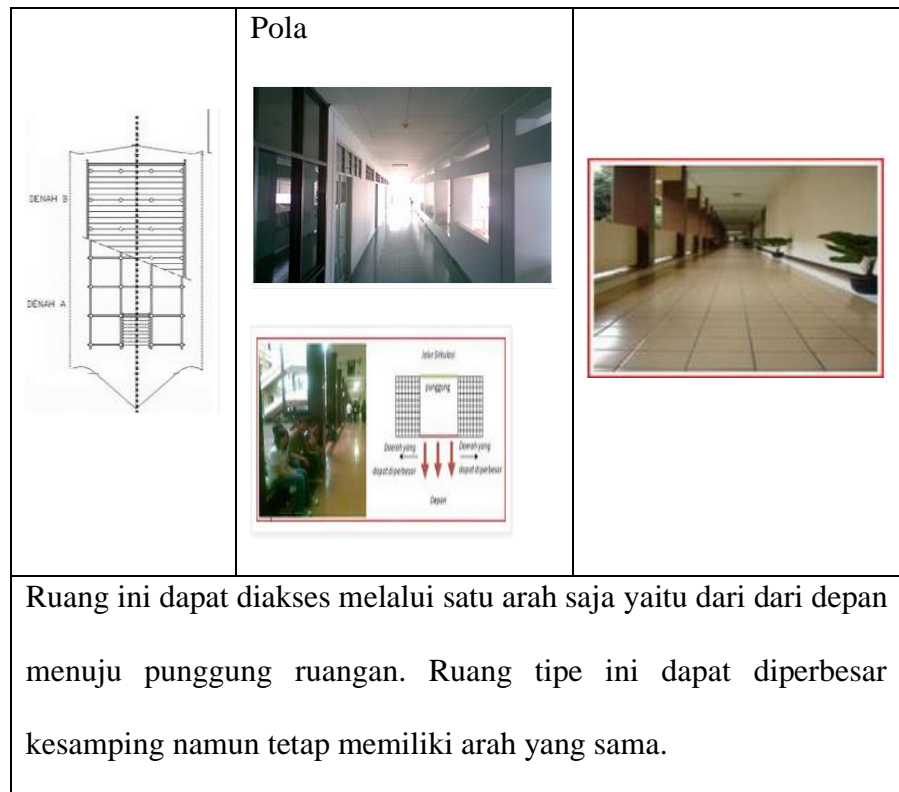 Pola
DENAH B
DENAH A
Jalur Sirkulasi
punggung
Daerah yang
dapat diperbesar
Daerah yang
dapat diperbesar
Depan
Ruang ini dapat diakses melalui satu arah saja yaitu dari dari depan
menuju punggung ruangan. Ruang tipe ini dapat diperbesar
kesamping namun tetap memiliki arah yang sama.